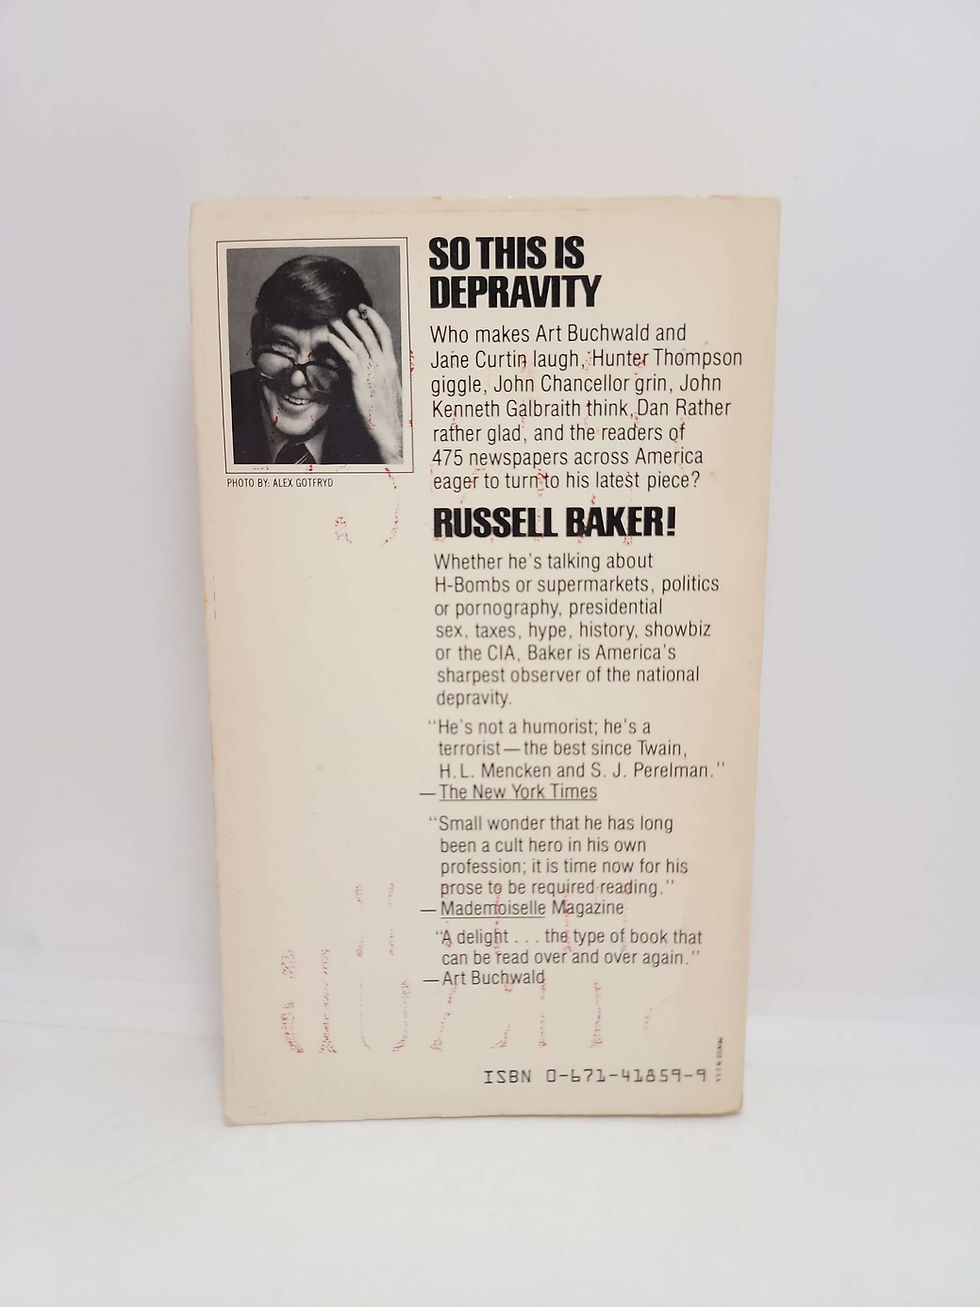 SO THIS IS
DEPRAVITY
Who makes Art Buchwald and
Jane Curtin laugh, Hunter Thompson
giggle, John Chancellor grin, John
Kenneth Galbraith think, Dan Rather
rather glad, and the readers of
475 newspapers across America
eager to turn to his latest piece?
PHOTO BY: ALEX GOTFRYD
RUSSELL BAKER!
Whether he's talking about
H-Bombs or supermarkets, politics
or pornography, presidential
sex, taxes, hype, history, showbiz
or the CIA, Baker is America's
sharpest observer of the national
depravity.
"He's not a humorist; he's a
terrorist—the best since Twain,
H.L. Mencken and S. J. Perelman."
—The New York Times
"Small wonder that he has long
been a cult hero in his own
profession; it is time now for his
prose to be required reading."
—Mademoiselle Magazine
"A delight . . . the type of book that
can be read over and over again."
—Art Buchwald
ISBN 0-671-41859-9
PRINTED IN U.S.A.